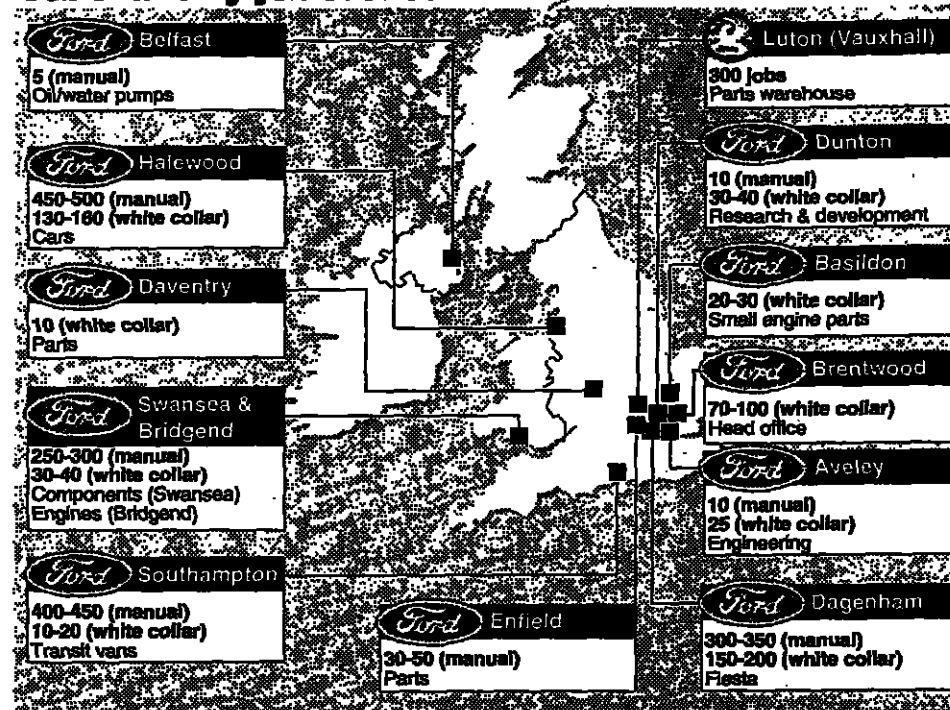 Ford Belfast
5 (manual)
Oil/water pumps
Ford Halewood
450-500 (manual)
130-160 (white collar)
Cars
Ford Daventry
10 (white collar)
Parts
Ford Swansea &
Bridgend
250-300 (manual)
30-40 (white collar)
Components (Swansea)
Engines (Bridgend)
Ford Southampton
400-450 (manual)
10-20 (white collar)
Transit vans
Ford Enfield
30-50 (manual)
Parts
Luton (Vauxhall)
300 jobs
Parts warehouse
Ford Dunton
10 (manual)
30-40 (white collar)
Research & development
Ford Basildon
20-30 (white collar)
Small engine parts
Ford Brentwood
70-100 (white collar)
Head office
Ford Aveley
10 (manual)
25 (white collar)
Engineering
Ford Dagenham
300-350 (manual)
150-200 (white collar)
Fiesta